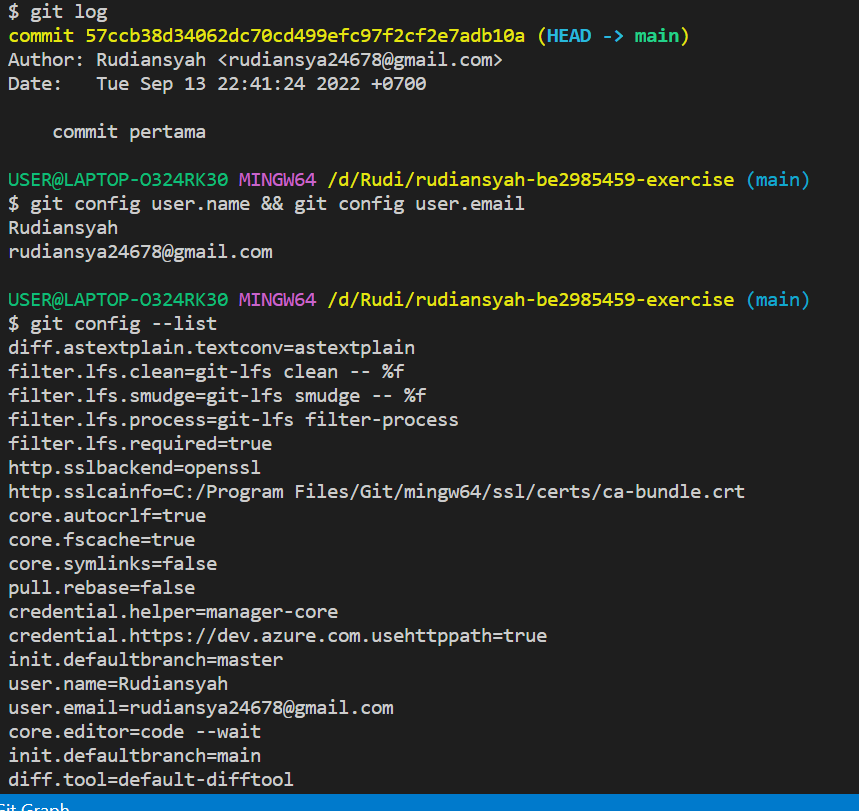 $ git log
commit 57ccb38d34062dc70cd499efc97f2cf2e7adb10a (HEAD -> main)
Author: Rudiansyah <rudiansya24678@gmail.com>
Date:   Tue Sep 13 22:41:24 2022 +0700
    commit pertama
USER@LAPTOP-O324RK30 MINGW64 /d/Rudi/rudiansyah-be2985459-exercise (main)
$ git config user.name && git config user.email
Rudiansyah
rudiansya24678@gmail.com
USER@LAPTOP-O324RK30 MINGW64 /d/Rudi/rudiansyah-be2985459-exercise (main)
$ git config --list
diff.astextplain.textconv=astextplain
filter.lfs.clean=git-lfs clean -- %f
filter.lfs.smudge=git-lfs smudge -- %f
filter.lfs.process=git-lfs filter-process
filter.lfs.required=true
http.sslbackend=openssl
http.sslcainfo=C:/Program Files/Git/mingw64/ssl/certs/ca-bundle.crt
core.autocrlf=true
core.fscache=true
core.symlinks=false
pull.rebase=false
credential.helper=manager-core
credential.https://dev.azure.com.usehttppath=true
init.defaultbranch=master
user.name=Rudiansyah
user.email=rudiansya24678@gmail.com
core.editor=code --wait
init.defaultbranch=main
diff.tool=default-difftool
Git Graph